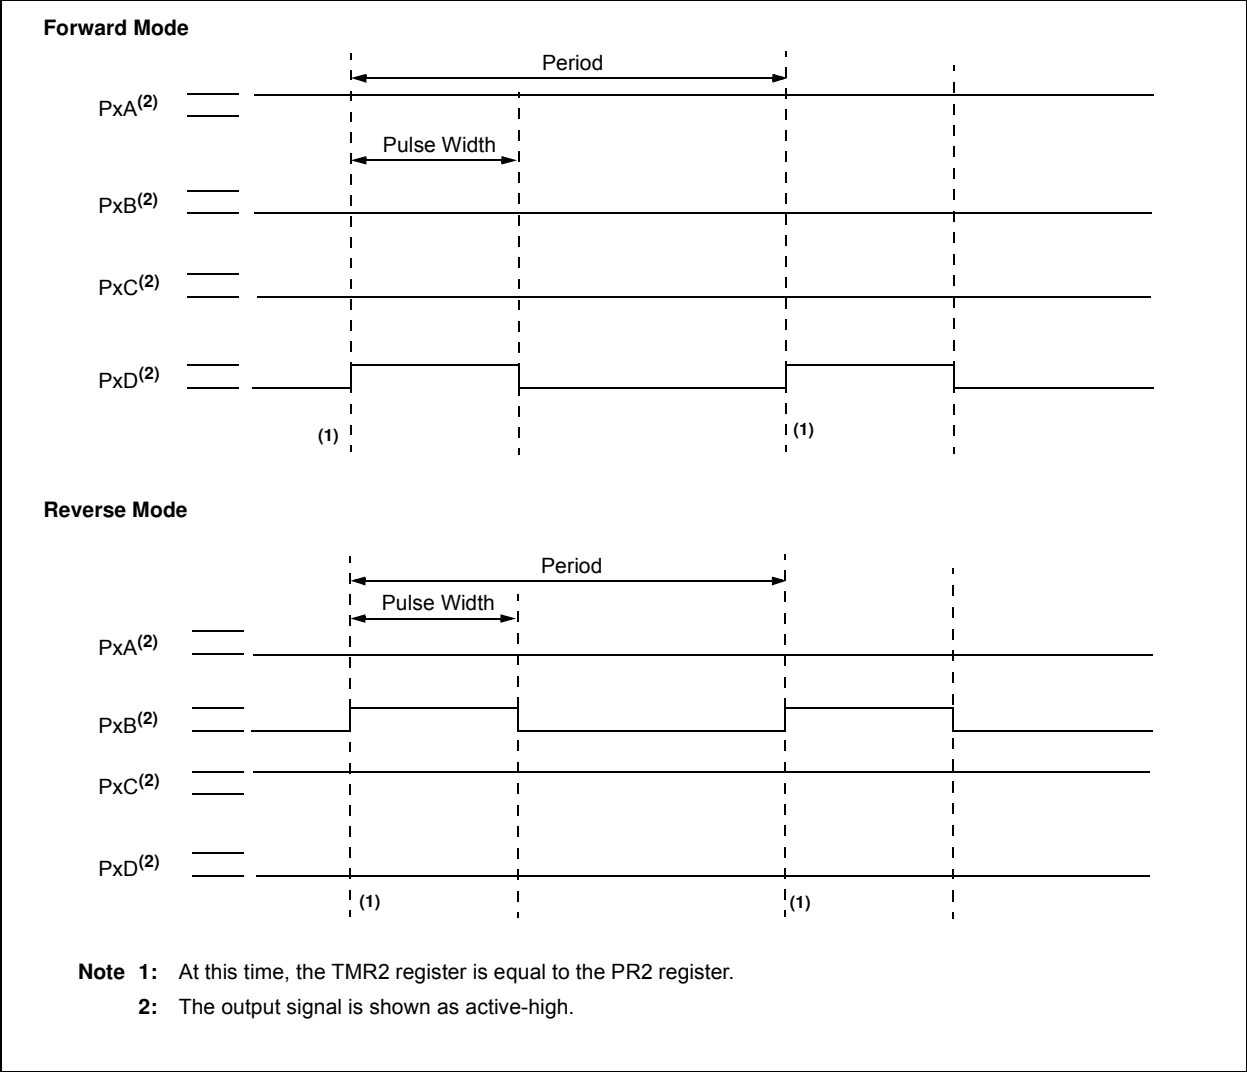 Forward Mode
Period
PxA(2)
Pulse Width
PxB(2)
PxC(2)
PxD(2)
(1)
(1)
Reverse Mode
Period
Pulse Width
PxA(2)
PxB(2)
PxC(2)
PxD(2)
(1)
(1)
Note 1: At this time, the TMR2 register is equal to the PR2 register.
2: The output signal is shown as active-high.